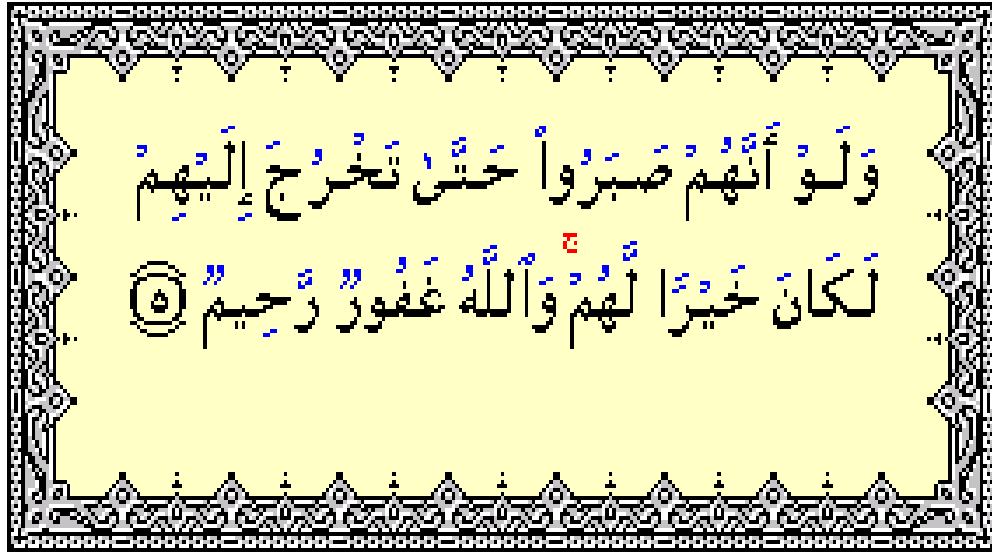 وَلَوْ أَنَّهُمْ صَبَرُوا۟ حَتَّىٰ تَخْرُجَ إِلَيْهِمْ
لَكَانَ خَيْرًا لَّهُمْ ۚ وَٱللَّهُ غَفُورٌ رَّحِيمٌ ۝٥